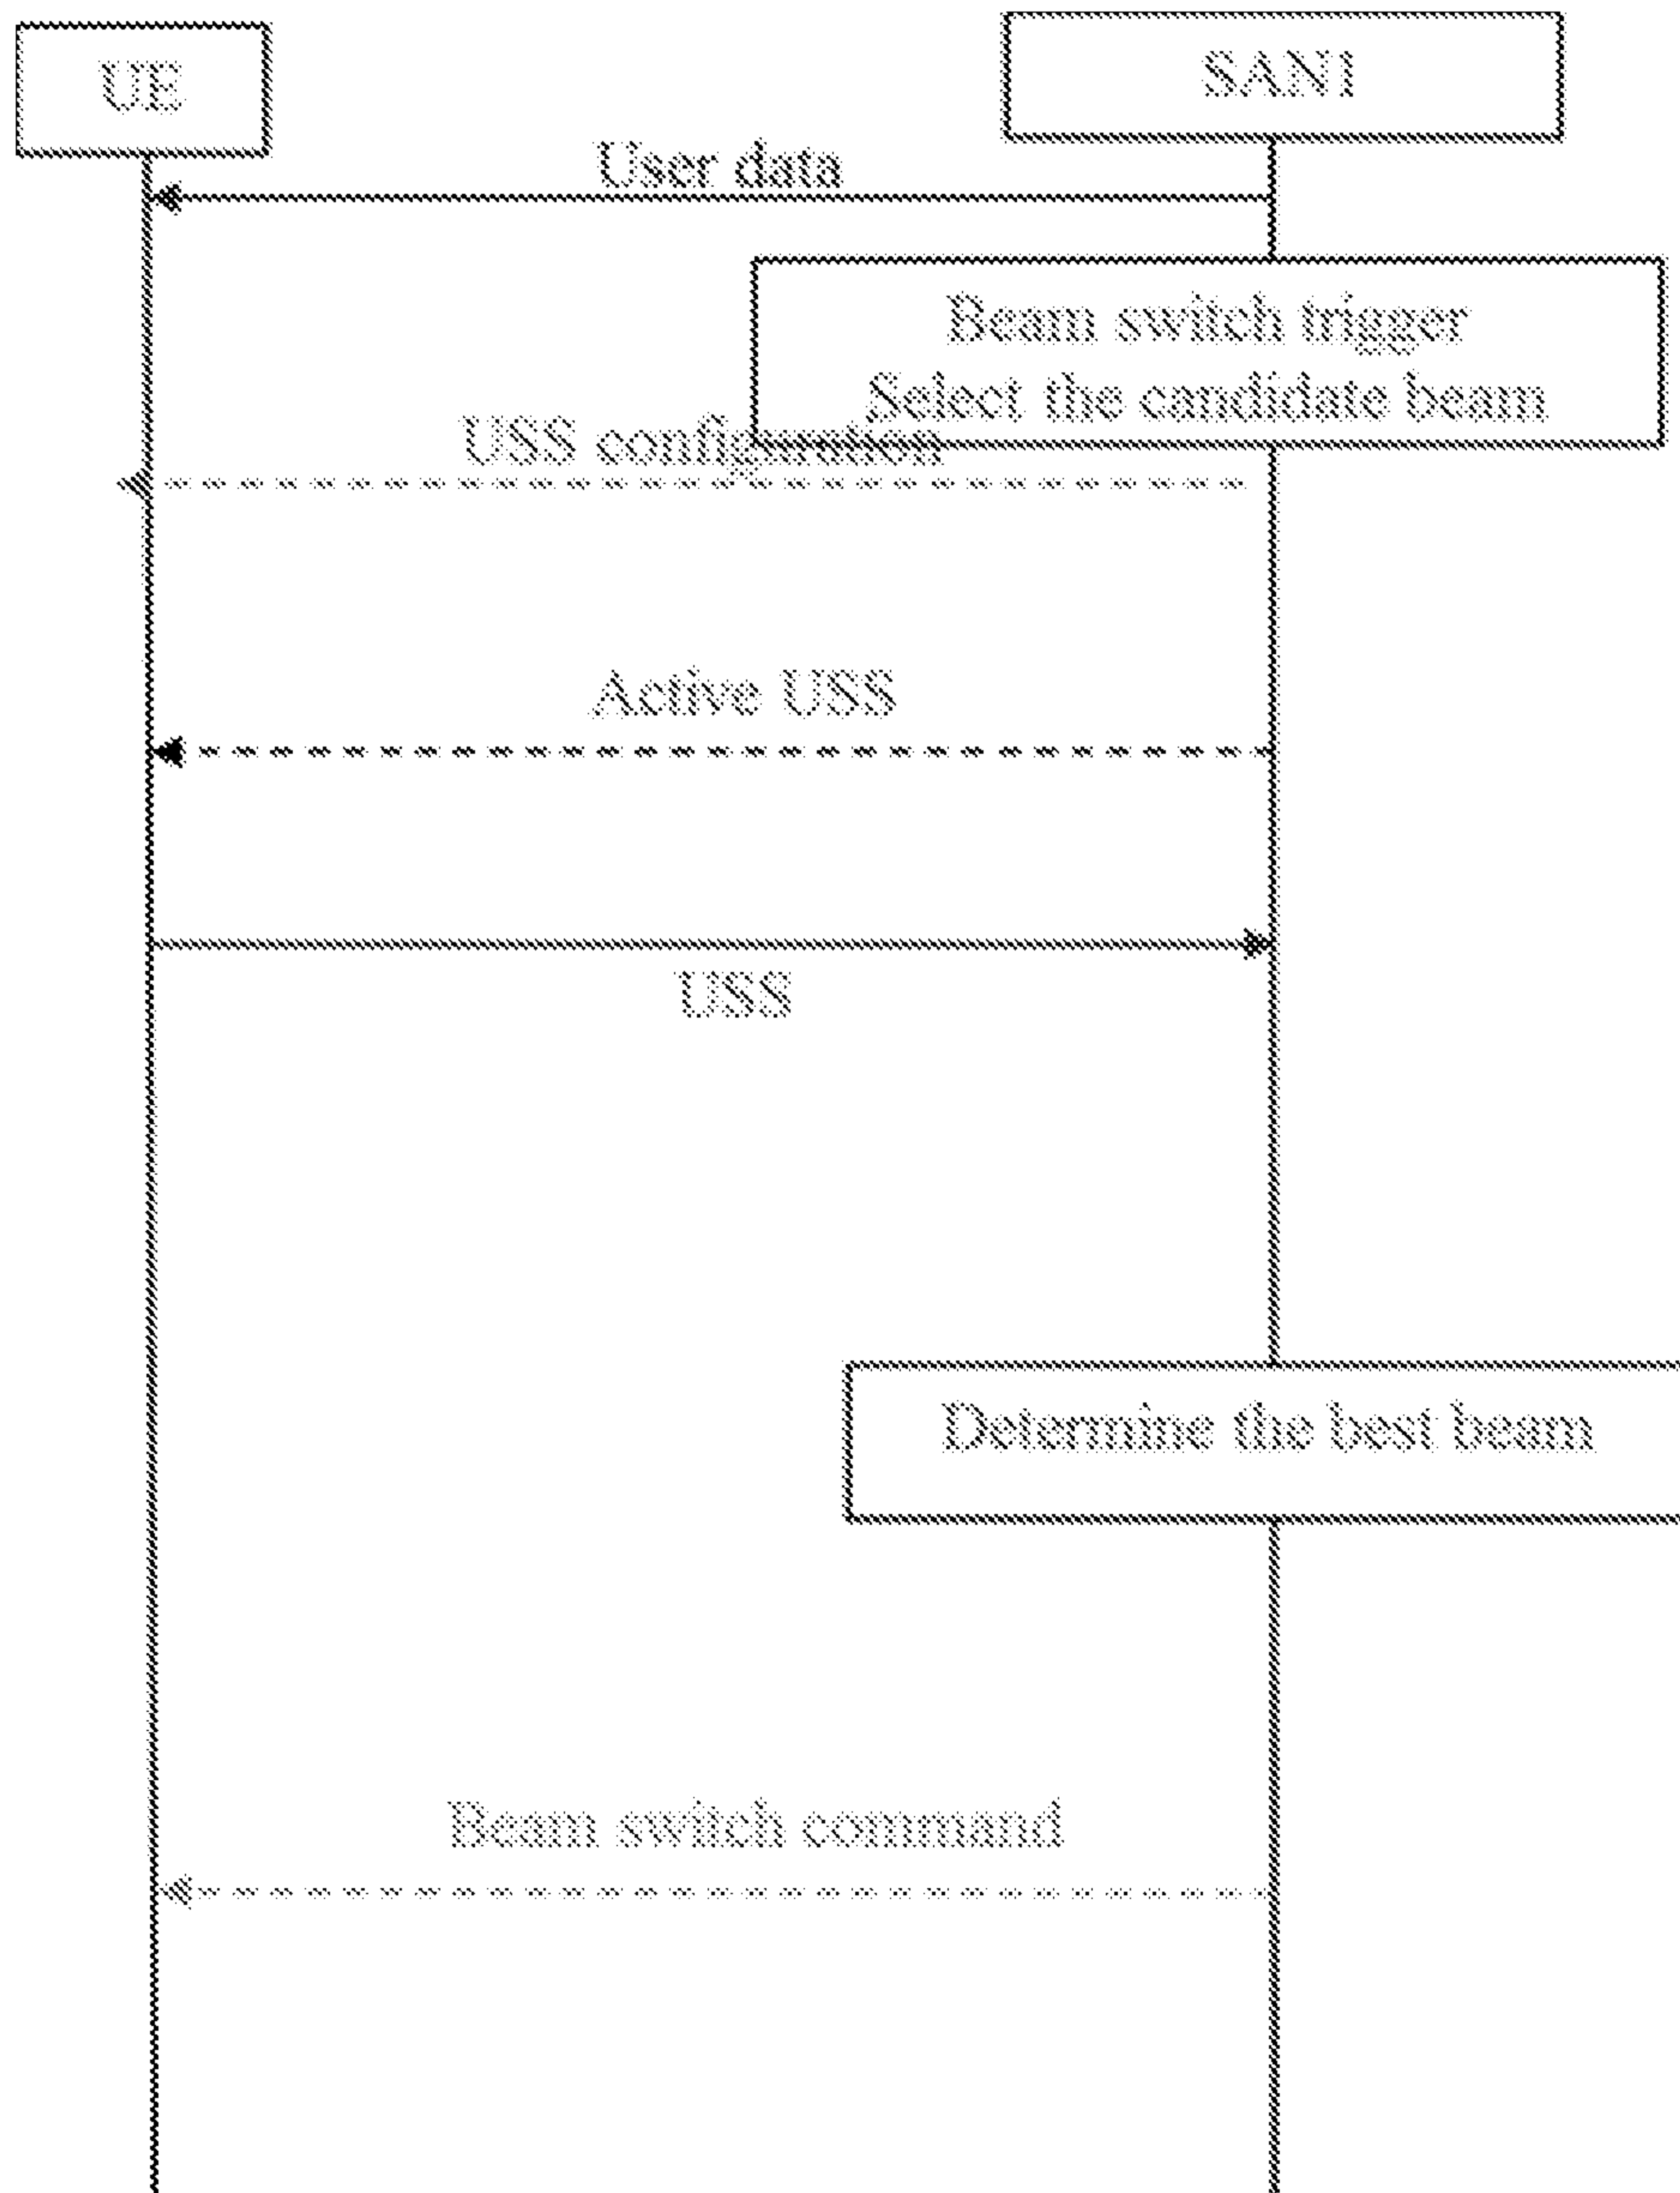 UE
SAN1
User data
Beam switch trigger
Select the candidate beam
USS configuration
Active USS
USS
Determine the best beam
Beam switch command